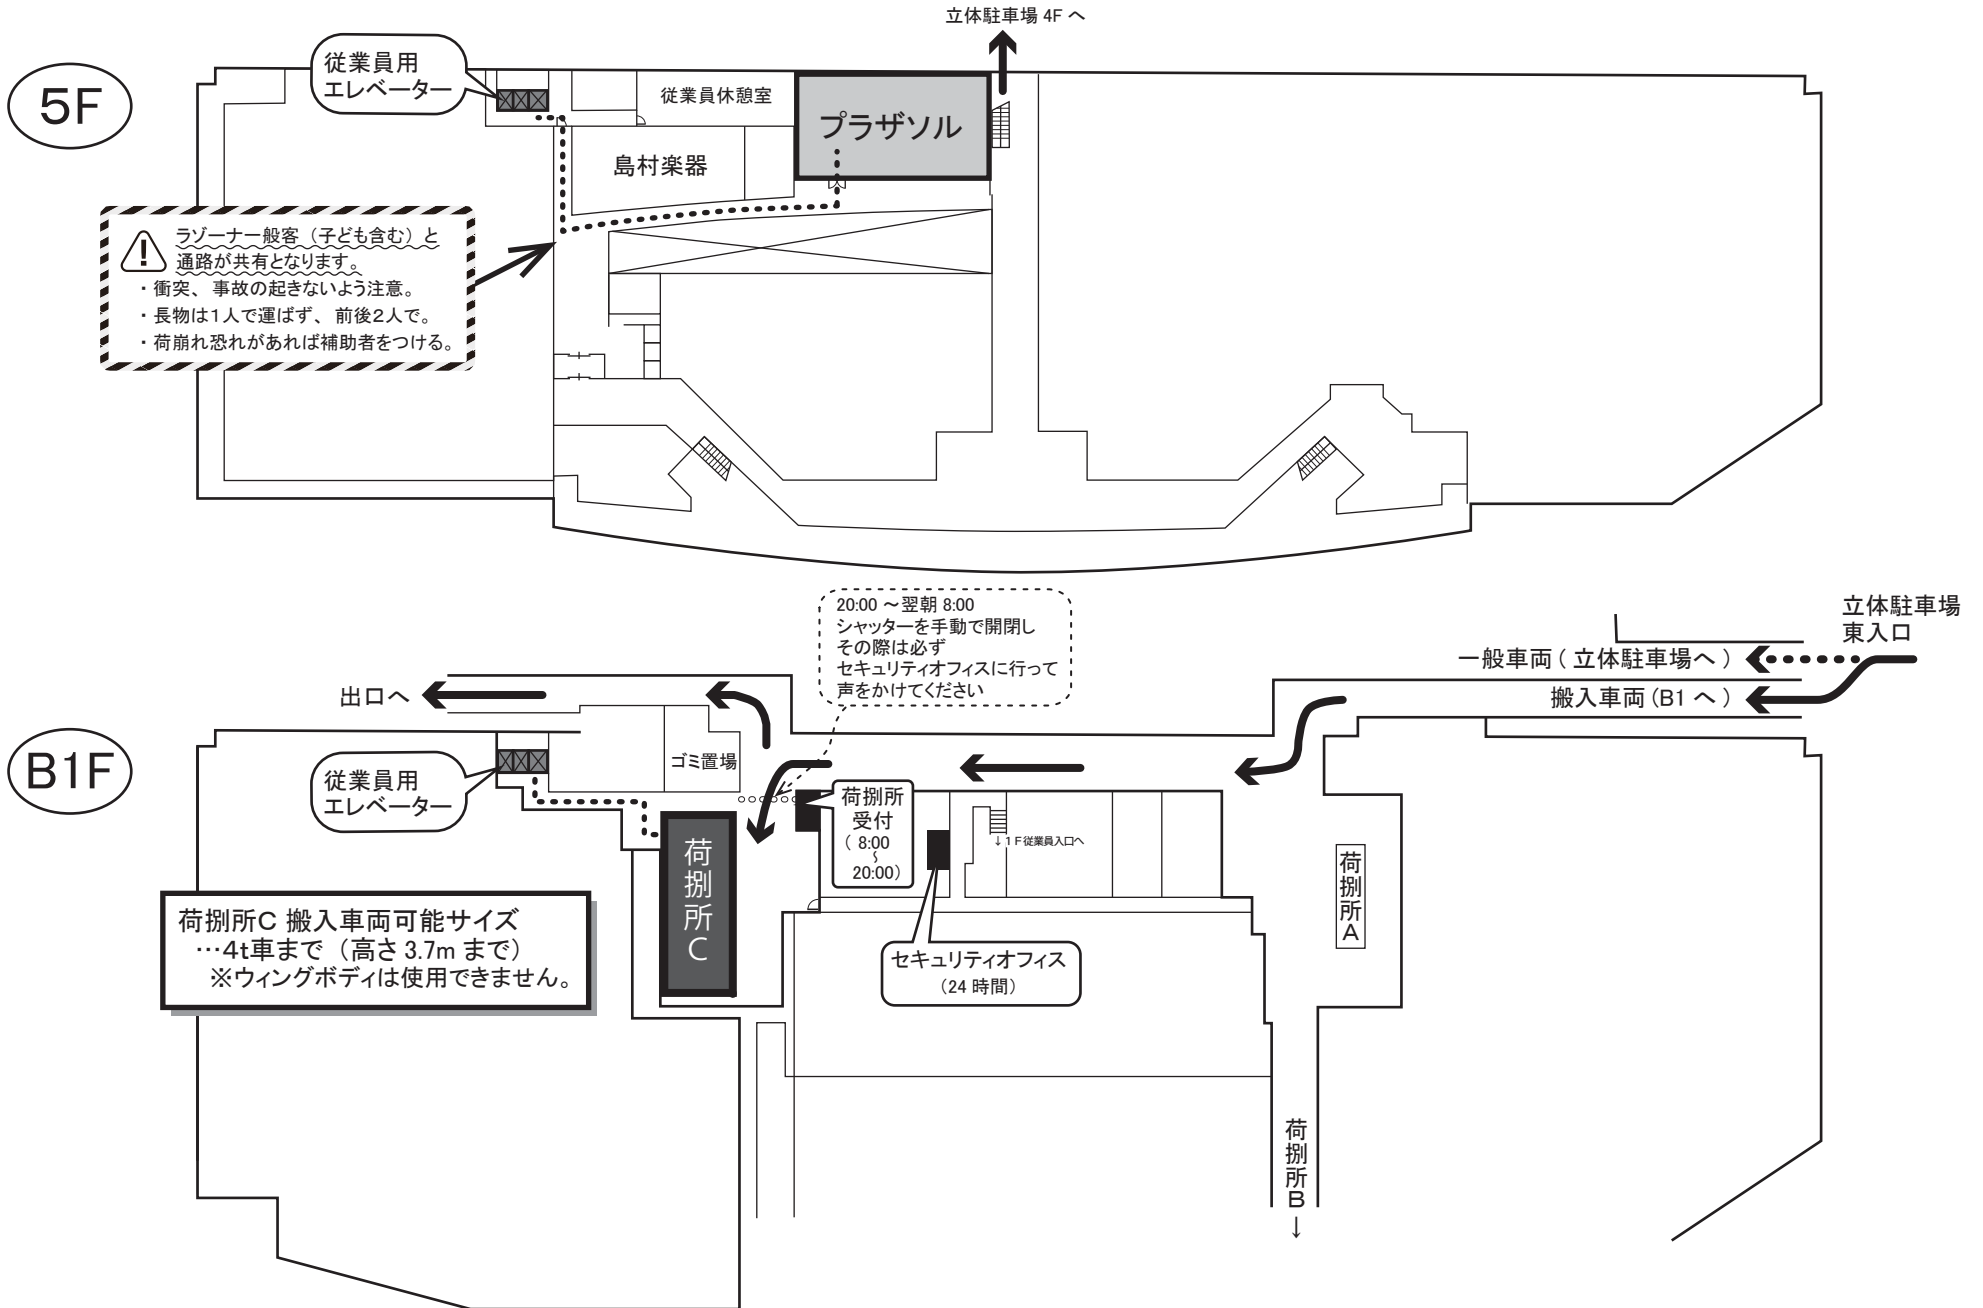 立体駐車場 4F へ
5F
従業員用
エレベーター
従業員休憩室
プラザソル
島村楽器
ラゾーナ一般客（子ども含む）と
通路が共有となります。
・衝突、事故の起きないよう注意。
・長物は１人で運ばず、前後２人で。
・荷崩れ恐れがあれば補助者をつける。
20:00 ～翌朝 8:00
シャッターを手動で開閉し
その際は必ず
セキュリティオフィスに行って
声をかけてください
立体駐車場
東入口
一般車両 ( 立体駐車場へ )
搬入車両 (B1 へ )
出口へ
B1F
従業員用
エレベーター
ゴミ置場
荷捌所
受付
（ 8:00
～
20:00）
↓１Ｆ従業員入口へ
荷捌所Ｃ
荷捌所Ａ
荷捌所Ｃ 搬入車両可能サイズ
…4t車まで（高さ 3.7m まで）
※ウィングボディは使用できません。
セキュリティオフィス
（24 時間）
荷捌所Ｂ
↓